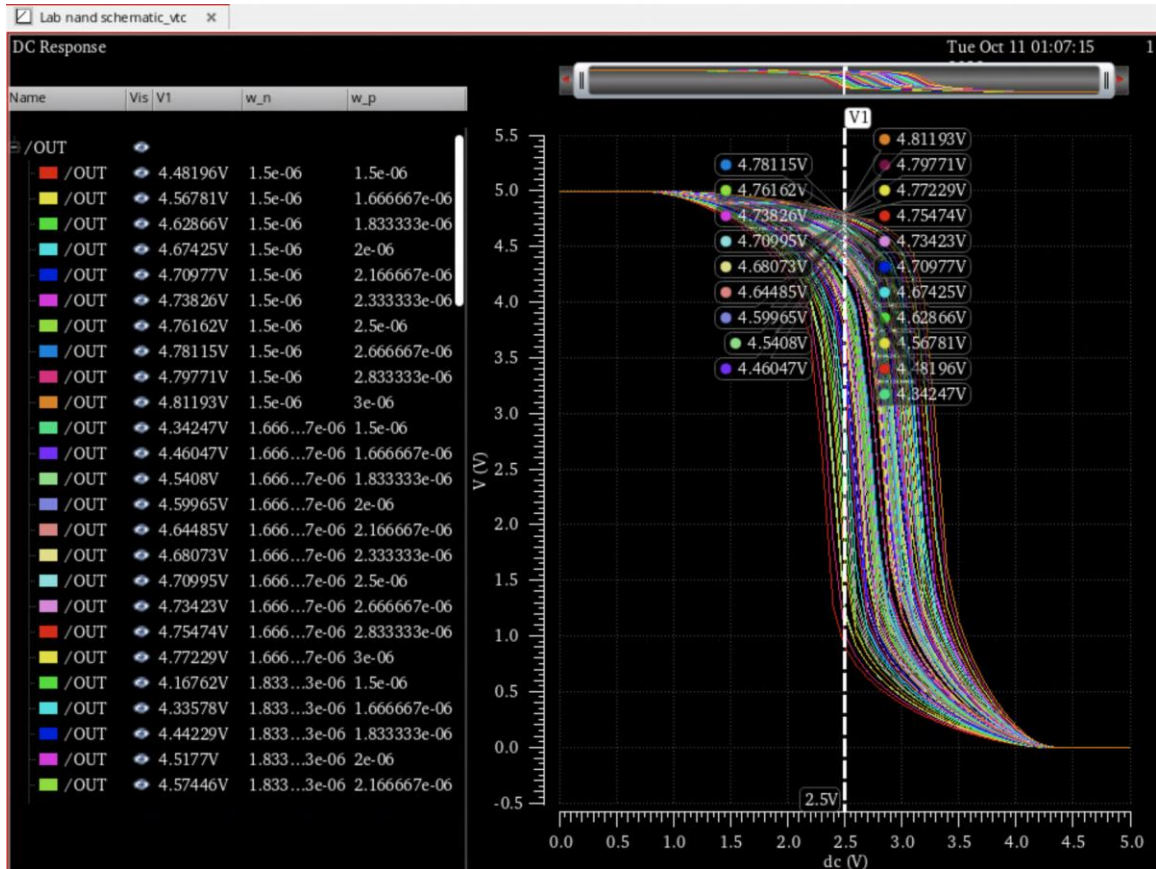 Lab nand schematic_vtc ×
DC Response
Tue Oct 11 01:07:15 1
Name Vis V1 w_n w_p
/OUT
/OUT 4.48196V 1.5e-06 1.5e-06
/OUT 4.56781V 1.5e-06 1.666667e-06
/OUT 4.62866V 1.5e-06 1.833333e-06
/OUT 4.67425V 1.5e-06 2e-06
/OUT 4.70977V 1.5e-06 2.166667e-06
/OUT 4.73826V 1.5e-06 2.333333e-06
/OUT 4.76162V 1.5e-06 2.5e-06
/OUT 4.78115V 1.5e-06 2.666667e-06
/OUT 4.79771V 1.5e-06 2.833333e-06
/OUT 4.81193V 1.5e-06 3e-06
/OUT 4.34247V 1.666...7e-06 1.5e-06
/OUT 4.46047V 1.666...7e-06 1.666667e-06
/OUT 4.5408V 1.666...7e-06 1.833333e-06
/OUT 4.59965V 1.666...7e-06 2e-06
/OUT 4.64485V 1.666...7e-06 2.166667e-06
/OUT 4.68073V 1.666...7e-06 2.333333e-06
/OUT 4.70995V 1.666...7e-06 2.5e-06
/OUT 4.73423V 1.666...7e-06 2.666667e-06
/OUT 4.75474V 1.666...7e-06 2.833333e-06
/OUT 4.77229V 1.666...7e-06 3e-06
/OUT 4.16762V 1.833...3e-06 1.5e-06
/OUT 4.33578V 1.833...3e-06 1.666667e-06
/OUT 4.44229V 1.833...3e-06 1.833333e-06
/OUT 4.5177V 1.833...3e-06 2e-06
/OUT 4.57446V 1.833...3e-06 2.166667e-06
V1
4.78115V
4.76162V
4.73826V
4.70995V
4.68073V
4.64485V
4.59965V
4.5408V
4.46047V
4.81193V
4.79771V
4.77229V
4.75474V
4.73423V
4.70977V
4.67425V
4.62866V
4.56781V
4.48196V
4.34247V
2.5V
V (V)
5.5
5.0
4.5
4.0
3.5
3.0
2.5
2.0
1.5
1.0
0.5
0.0
-0.5
0.0 0.5 1.0 1.5 2.0 2.5 3.0 3.5 4.0 4.5 5.0
dc (V)